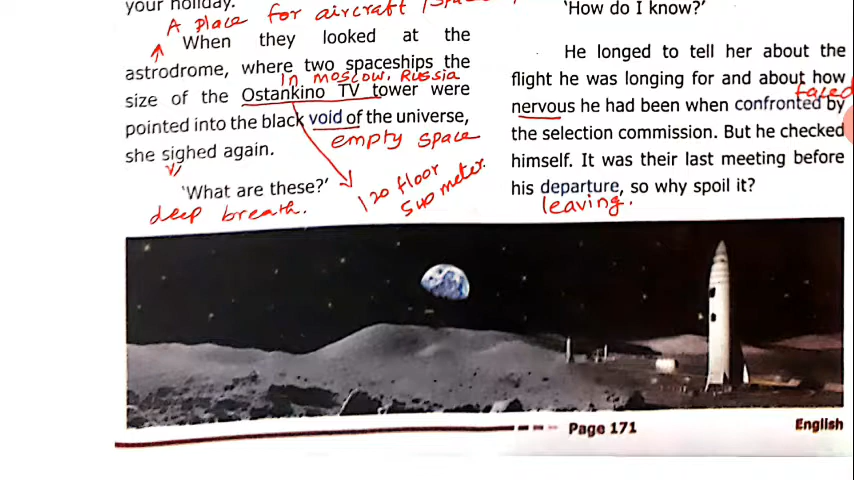 your holiday.
A place for aircraft / Space
When they looked at the
astrodrome, where two spaceships the
In moscow, Russia
size of the Ostankino TV tower were
pointed into the black void of the universe,
empty space
she sighed again.
'What are these?'
deep breath.
120 floor
540 meter.
'How do I know?'
He longed to tell her about the
flight he was longing for and about how
faced
nervous he had been when confronted by
the selection commission. But he checked
himself. It was their last meeting before
his departure, so why spoil it?
leaving.
Page 171
English